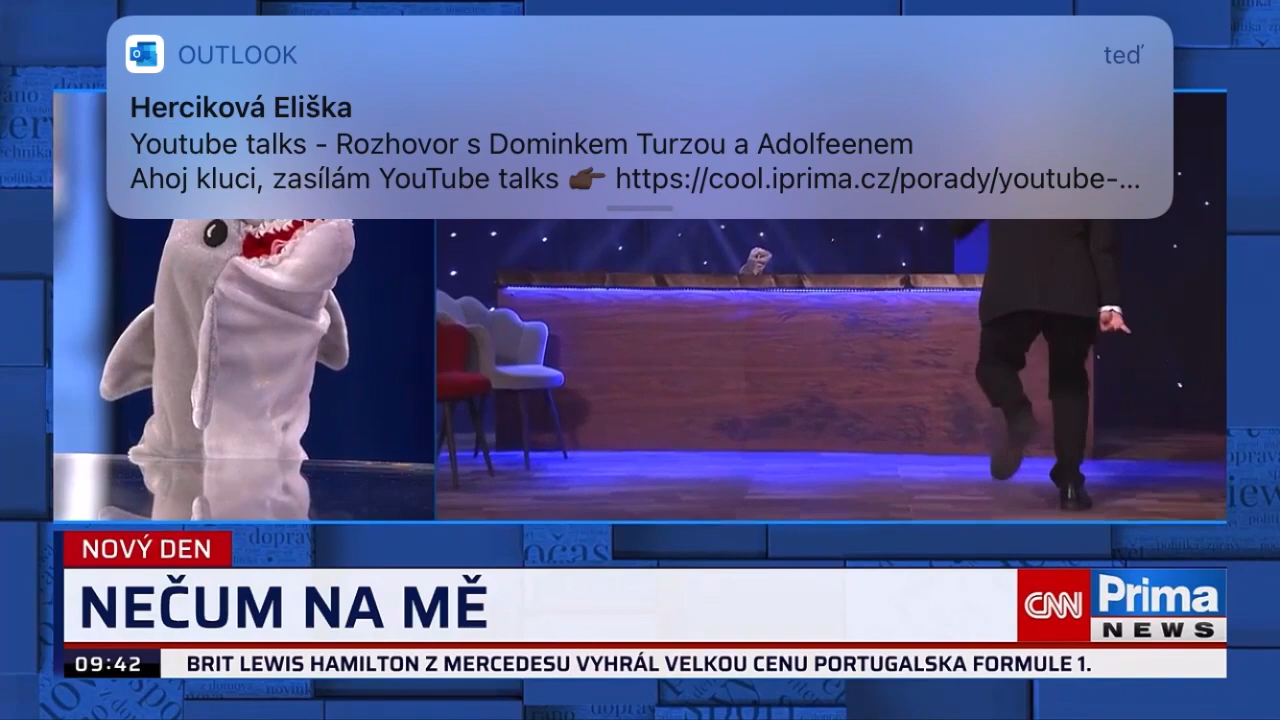 OUTLOOK
teď
Herciková Eliška
Youtube talks - Rozhovor s Dominkem Turzou a Adolfeenem
Ahoj kluci, zasílám YouTube talks 👉🏿 https://cool.iprima.cz/porady/youtube-...
NOVÝ DEN
NEČUM NA MĚ
CNN Prima
NEWS
09:42 BRIT LEWIS HAMILTON Z MERCEDESU VYHRÁL VELKOU CENU PORTUGALSKA FORMULE 1.